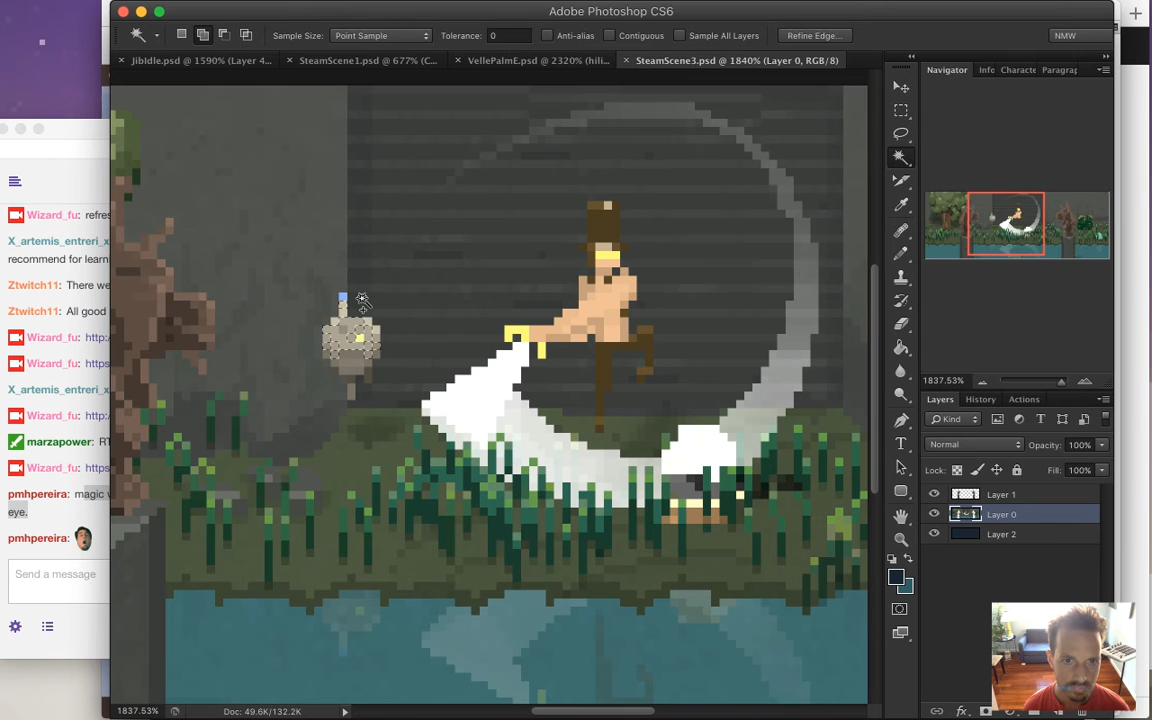 Adobe Photoshop CS6
Sample Size: Point Sample Tolerance: 0 Anti-alias Contiguous Sample All Layers Refine Edge... NMW
JibIdle.psd @ 1590% (Layer 4... SteamScene1.psd @ 677% (C... VellePalmE.psd @ 2320% (hili... SteamScene3.psd @ 1840% (Layer 0, RGB/8)
Navigator Info Characte Paragrap
1837.53%
Layers History Actions
Kind
Normal Opacity: 100%
Lock: Fill: 100%
Layer 1
Layer 0
Layer 2
1837.53% Doc: 49.6K/132.2K
Wizard_fu: refres
X_artemis_entreri_x
recommend for learn
Ztwitch11: There we
Ztwitch11: All good
Wizard_fu: http:/
Wizard_fu: https
X_artemis_entreri_x
Wizard_fu: http:/
marzapower: RT
Wizard_fu: https
pmhpereira: magic w
eye.
pmhpereira:
Send a message